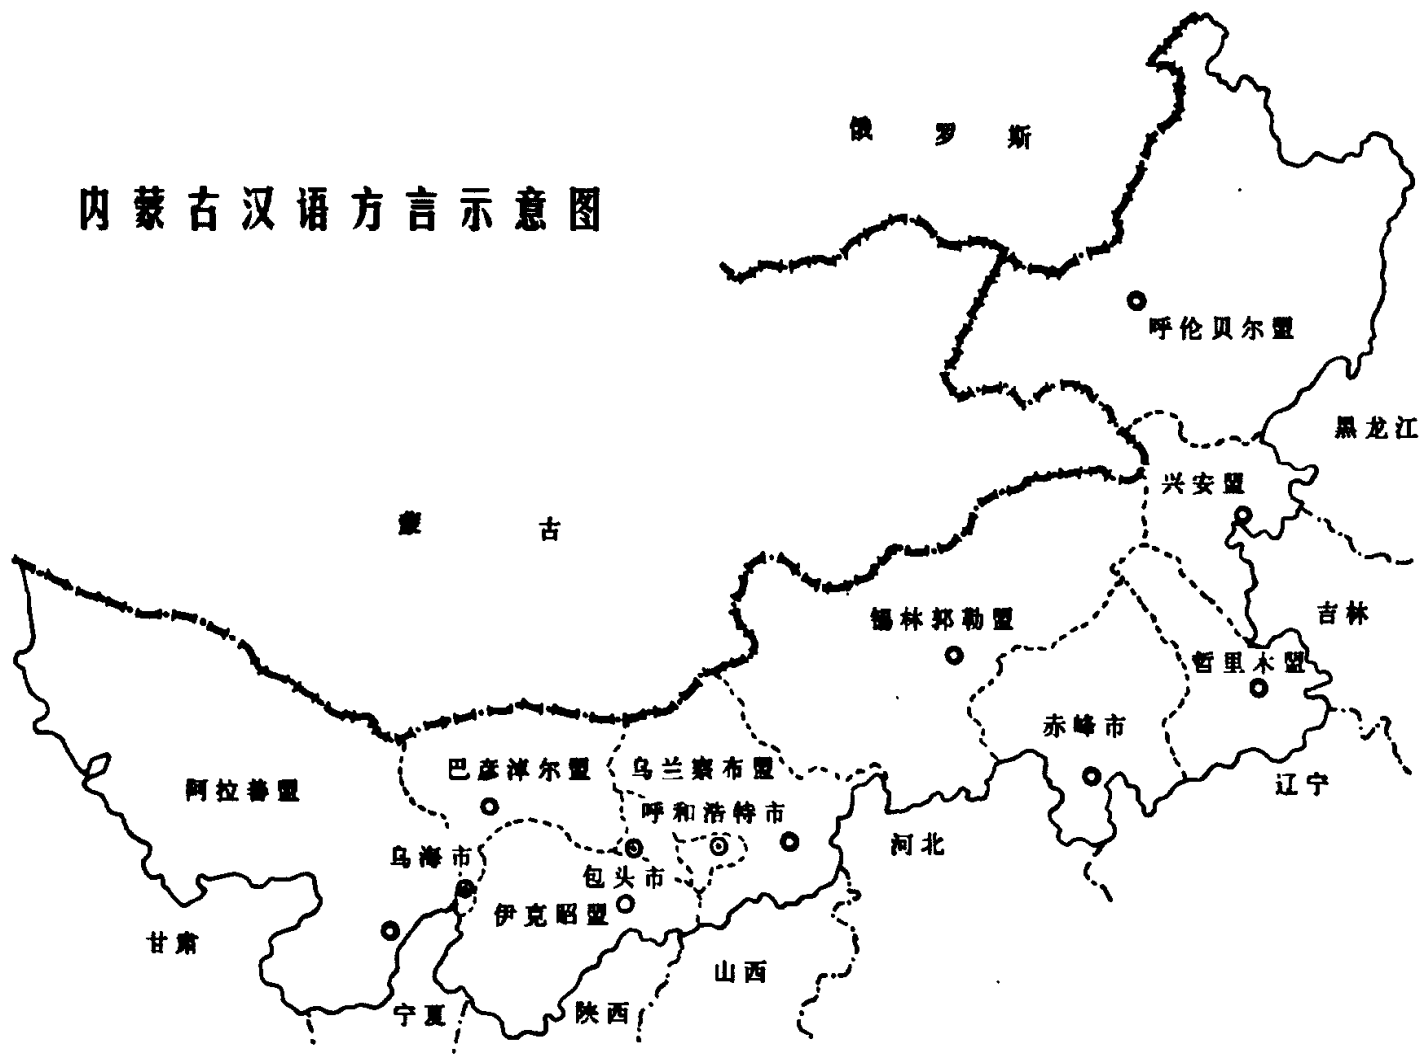 俄罗斯
内蒙古汉语方言示意图
呼伦贝尔盟
黑龙江
兴安盟
蒙古
吉林
锡林郭勒盟
哲里木盟
赤峰市
巴彦淖尔盟
乌兰察布盟
辽宁
阿拉善盟
呼和浩特市
河北
乌海市
包头市
伊克昭盟
甘肃
山西
宁夏
陕西